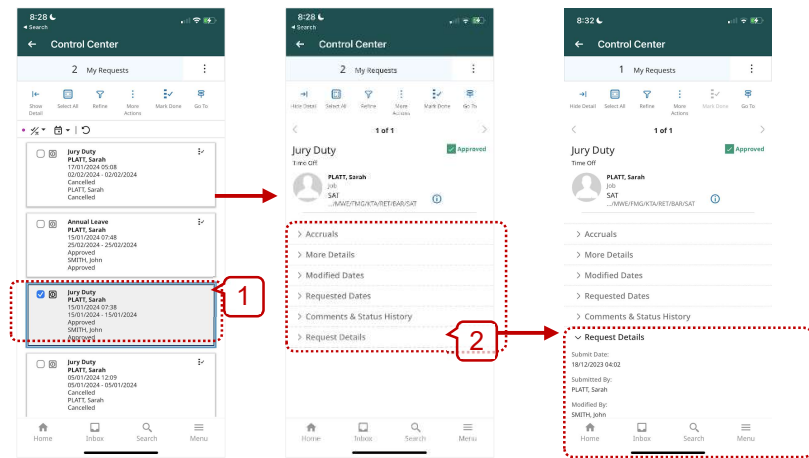 8:28
Search
Control Center
2 My Requests
Show Detail
Select All
Refine
More Actions
Mark Done
Go To
Jury Duty
PLATT, Sarah
17/01/2024 05:08
02/02/2024 - 02/02/2024
Cancelled
PLATT, Sarah
Cancelled
Annual Leave
PLATT, Sarah
15/01/2024 07:48
25/02/2024 - 25/02/2024
Approved
SMITH, John
Approved
Jury Duty
PLATT, Sarah
15/01/2024 07:38
15/01/2024 - 15/01/2024
Approved
SMITH, John
Approved
1
Jury Duty
PLATT, Sarah
05/01/2024 12:09
05/01/2024 - 05/01/2024
Cancelled
PLATT, Sarah
Cancelled
Home
Inbox
Search
Menu
8:28
Search
Control Center
2 My Requests
Hide Detail
Select All
Refine
More Actions
Mark Done
Go To
1 of 1
Jury Duty
Approved
Time Off
PLATT, Sarah
Job
SAT
.../MWE/FMG/KTA/RET/BAR/SAT
Accruals
More Details
Modified Dates
Requested Dates
Comments & Status History
Request Details
2
Home
Inbox
Search
Menu
8:32
Control Center
1 My Requests
Hide Detail
Select All
Refine
More Actions
Mark Done
Go To
1 of 1
Jury Duty
Approved
Time Off
PLATT, Sarah
Job
SAT
.../MWE/FMG/KTA/RET/BAR/SAT
Accruals
More Details
Modified Dates
Requested Dates
Comments & Status History
Request Details
Submit Date:
18/12/2023 04:02
Submitted By:
PLATT, Sarah
Modified By:
SMITH, John
Home
Inbox
Search
Menu